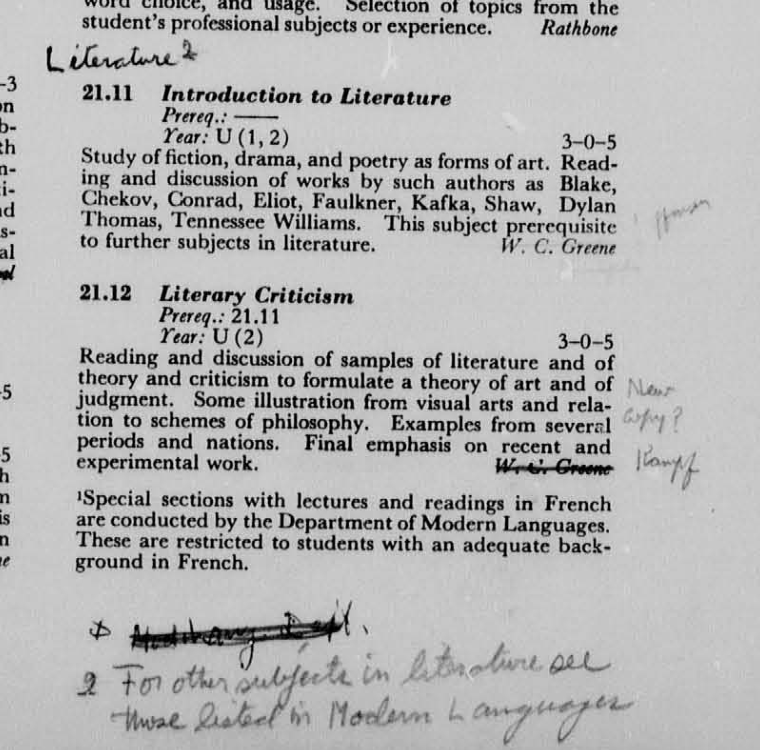 word choice, and usage. Selection of topics from the
student's professional subjects or experience. Rathbone
Literature 2
21.11 Introduction to Literature
Prereq.: ——
Year: U (1, 2) 3–0–5
Study of fiction, drama, and poetry as forms of art. Read-
ing and discussion of works by such authors as Blake,
Chekov, Conrad, Eliot, Faulkner, Kafka, Shaw, Dylan
Thomas, Tennessee Williams. This subject prerequisite
to further subjects in literature. W. C. Greene
21.12 Literary Criticism
Prereq.: 21.11
Year: U (2) 3–0–5
Reading and discussion of samples of literature and of
theory and criticism to formulate a theory of art and of
judgment. Some illustration from visual arts and rela-
tion to schemes of philosophy. Examples from several
periods and nations. Final emphasis on recent and
experimental work. W. C. Greene
New
copy?
Kampf
¹Special sections with lectures and readings in French
are conducted by the Department of Modern Languages.
These are restricted to students with an adequate back-
ground in French.
2 For other subjects in literature see
those listed in Modern Languages